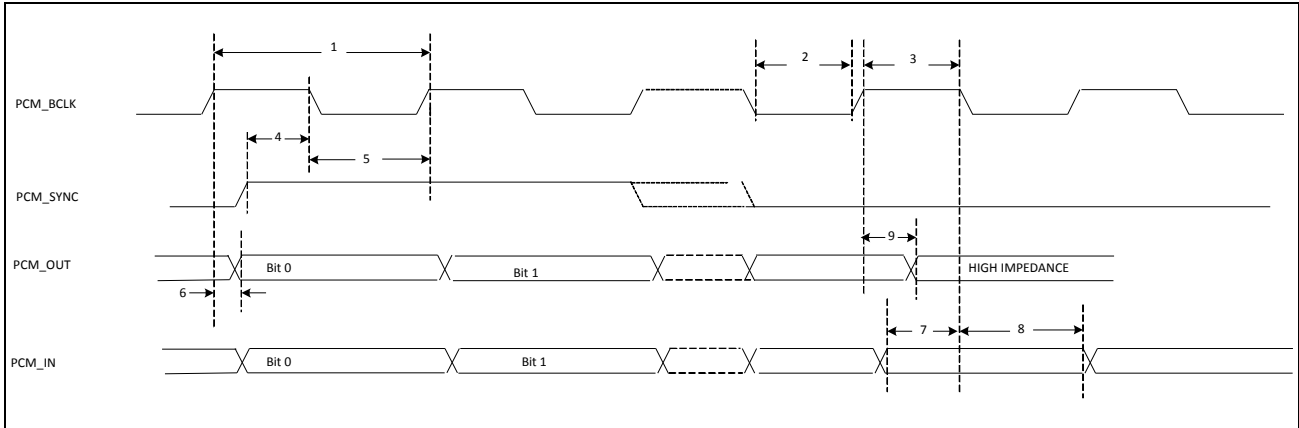 1
2
3
PCM_BCLK
4
5
PCM_SYNC
9
PCM_OUT
Bit 0
Bit 1
HIGH IMPEDANCE
6
7
8
PCM_IN
Bit 0
Bit 1